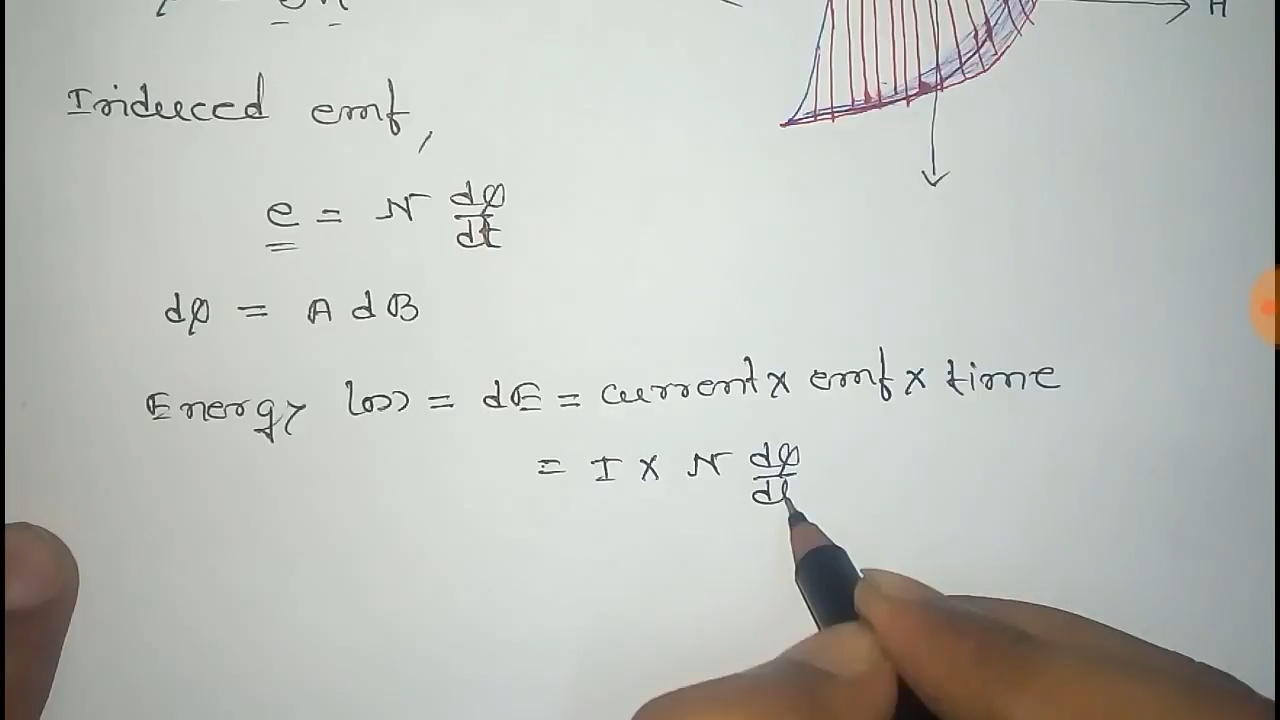 H
Induced emf,
e = N dφ/dt
dφ = A dB
Energy loss = dE = current x emf x time
= I x N dφ/dt